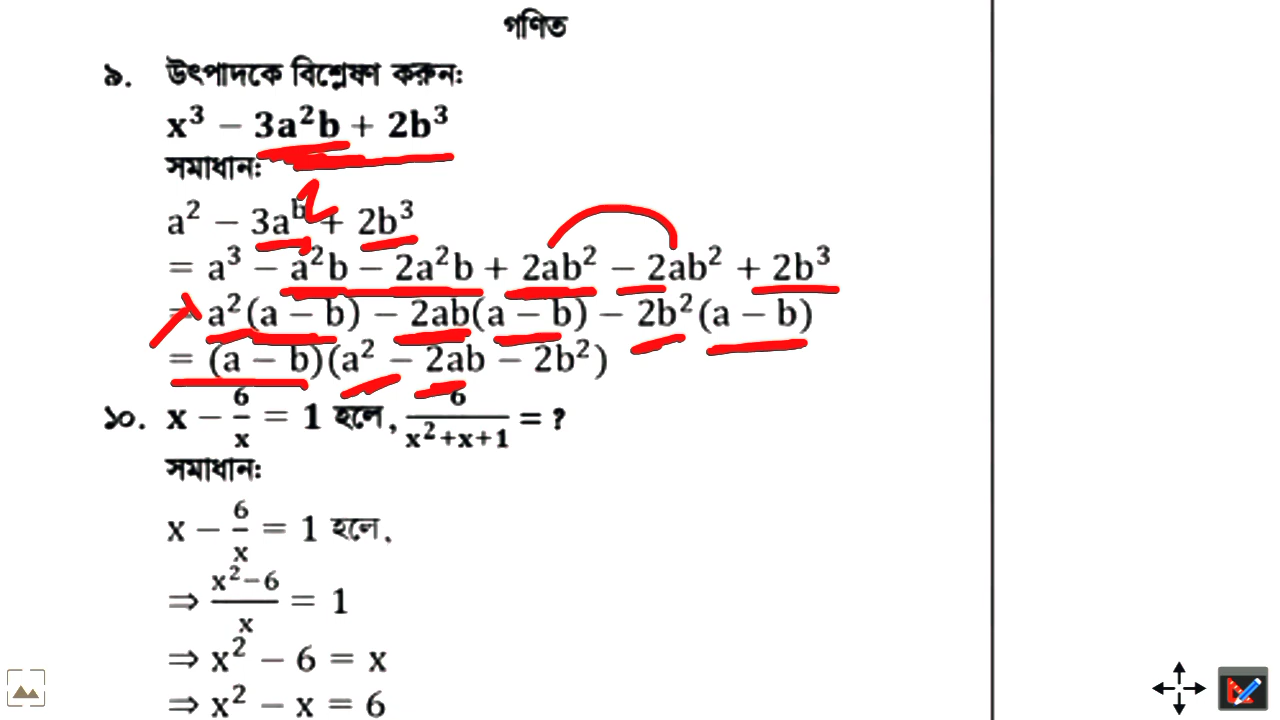 গণিত
৯. উৎপাদকে বিশ্লেষণ করুনঃ
x³ − 3a²b + 2b³
সমাধানঃ
a² − 3aᵇ + 2b³
= a³ − a²b − 2a²b + 2ab² − 2ab² + 2b³
= a²(a − b) − 2ab(a − b) − 2b²(a − b)
= (a − b)(a² − 2ab − 2b²)
১০. x − 6/x = 1 হলে, 6/(x²+x+1) = ?
সমাধানঃ
x − 6/x = 1 হলে,
⇒ (x²−6)/x = 1
⇒ x² − 6 = x
⇒ x² − x = 6